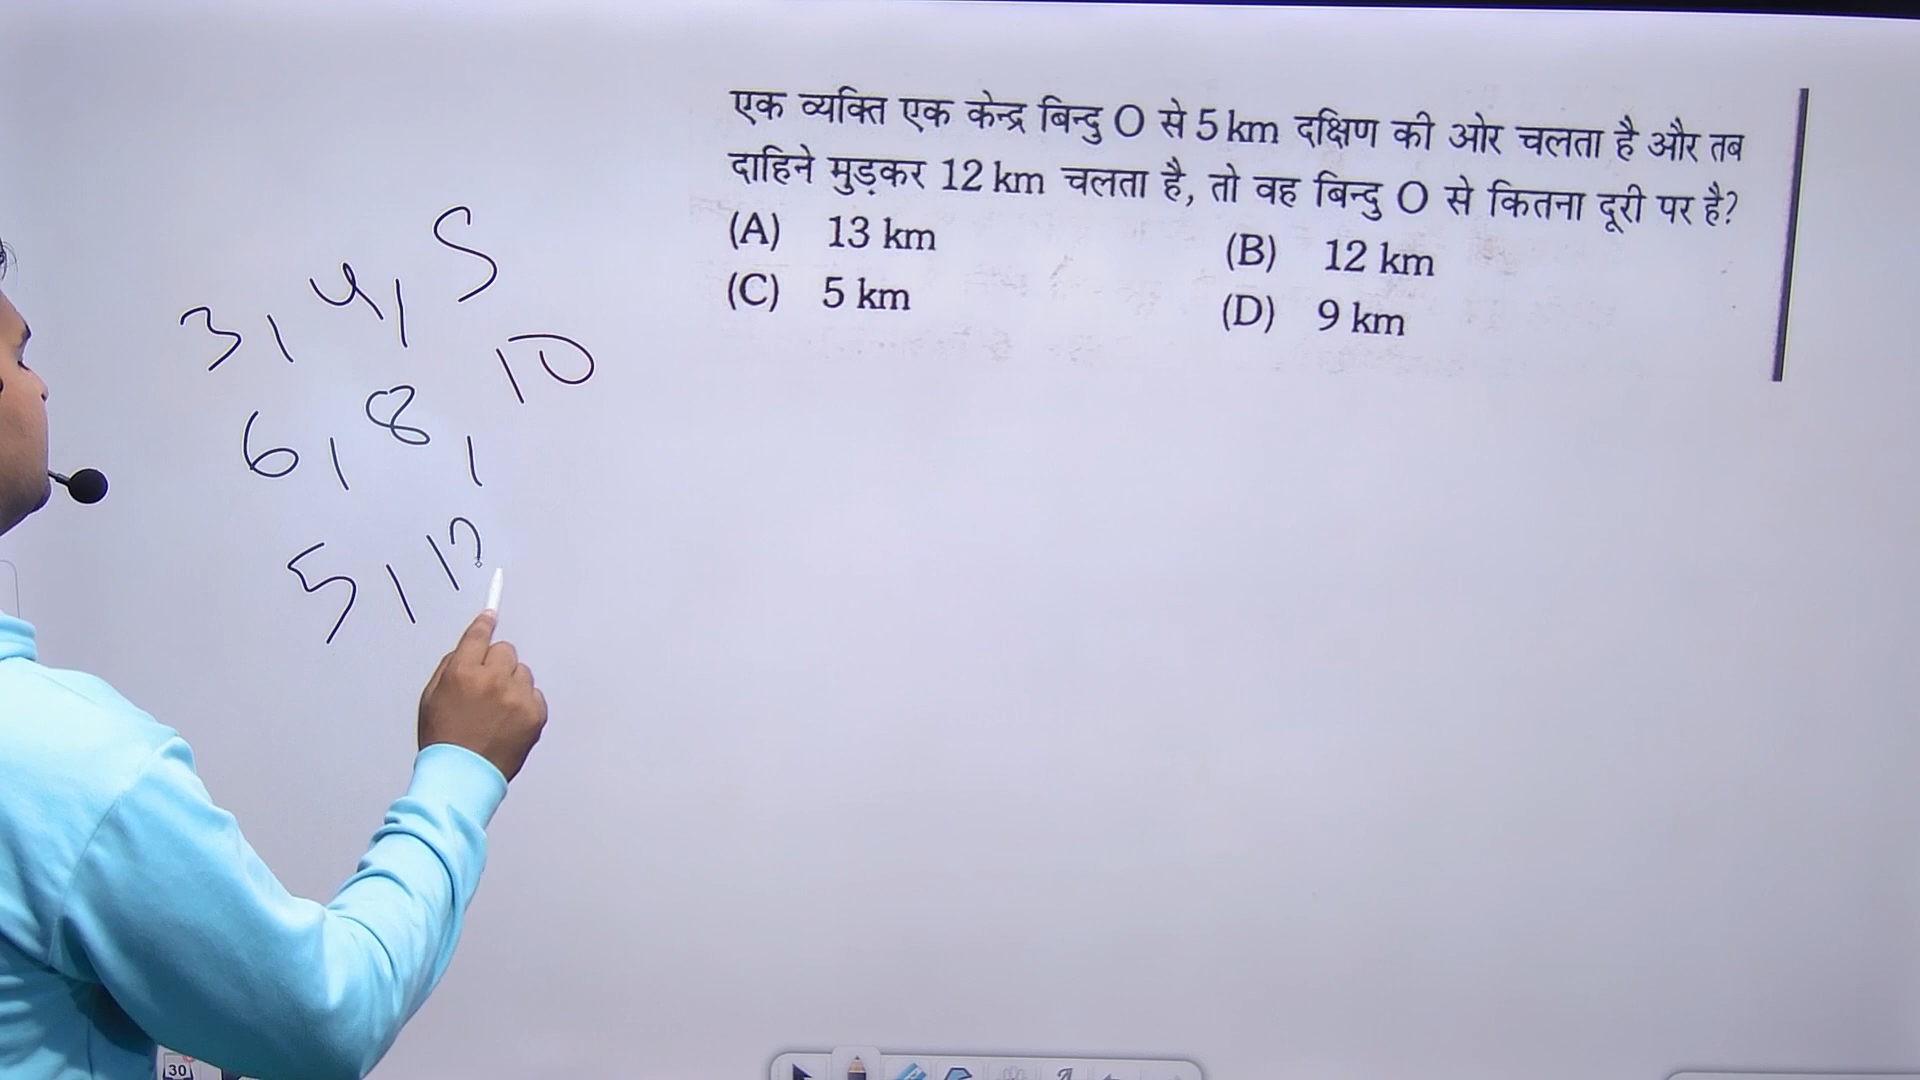 एक व्यक्ति एक केन्द्र बिन्दु O से 5 km दक्षिण की ओर चलता है और तब
दाहिने मुड़कर 12 km चलता है, तो वह बिन्दु O से कितना दूरी पर है?
(A) 13 km (B) 12 km
(C) 5 km (D) 9 km
3, 4, 5
6, 8, 10
5, 12
30